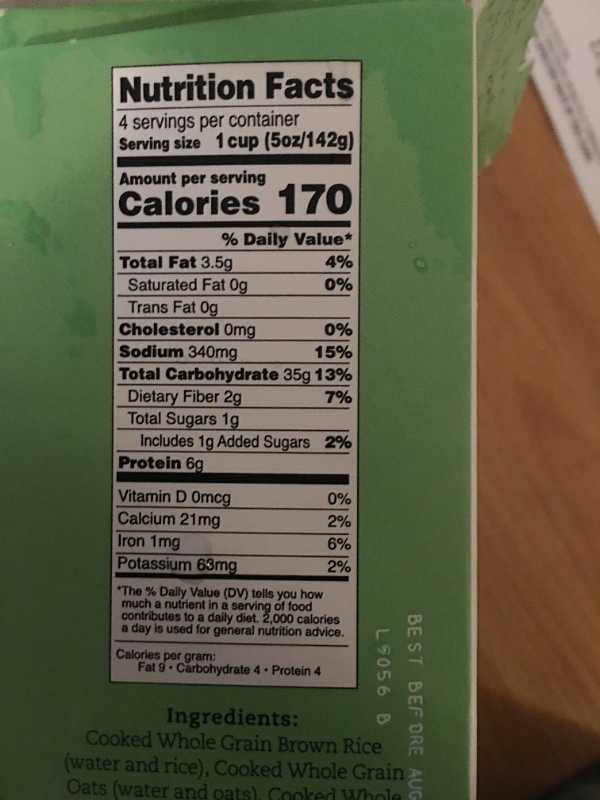 Nutrition Facts
4 servings per container
Serving size 1 cup (5oz/142g)
Amount per serving
Calories 170
% Daily Value*
Total Fat 3.5g 4%
Saturated Fat 0g 0%
Trans Fat 0g
Cholesterol 0mg 0%
Sodium 340mg 15%
Total Carbohydrate 35g 13%
Dietary Fiber 2g 7%
Total Sugars 1g
Includes 1g Added Sugars 2%
Protein 6g
Vitamin D 0mcg 0%
Calcium 21mg 2%
Iron 1mg 6%
Potassium 63mg 2%
*The % Daily Value (DV) tells you how
much a nutrient in a serving of food
contributes to a daily diet. 2,000 calories
a day is used for general nutrition advice.
Calories per gram:
Fat 9 • Carbohydrate 4 • Protein 4
Ingredients:
Cooked Whole Grain Brown Rice
(water and rice), Cooked Whole Grain
Oats (water and oats), Cooked Whole
BEST BEFORE AUG
L9056 B